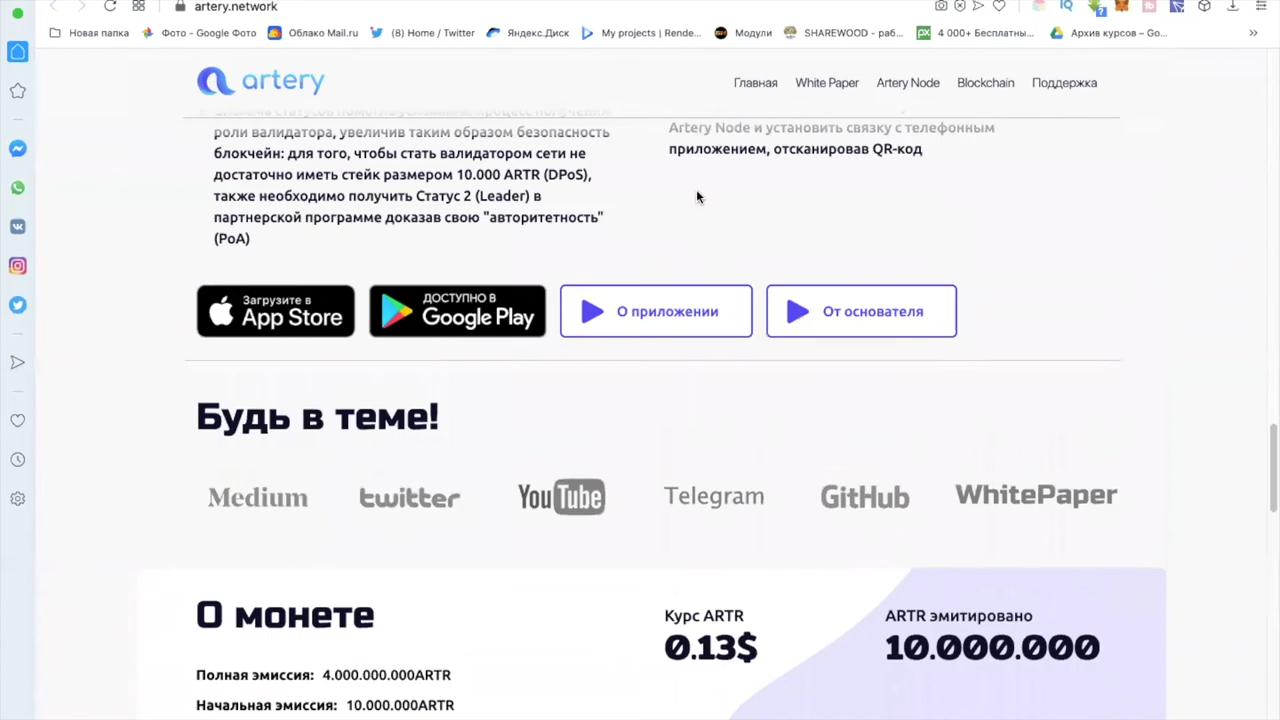 artery.network
Новая папка
Фото - Google Фото
Облако Mail.ru
(8) Home / Twitter
Яндекс.Диск
My projects | Rende...
Модули
SHAREWOOD - раб...
4 000+ Бесплатны...
Архив курсов – Go...
artery
Главная
White Paper
Artery Node
Blockchain
Поддержка
роли валидатора, увеличив таким образом безопасность
блокчейн: для того, чтобы стать валидатором сети не
достаточно иметь стейк размером 10.000 ARTR (DPoS),
также необходимо получить Статус 2 (Leader) в
партнерской программе доказав свою "авторитетность"
(PoA)
Artery Node и установить связку с телефонным
приложением, отсканировав QR-код
Загрузите в
App Store
ДОСТУПНО В
Google Play
О приложении
От основателя
Будь в теме!
Medium
twitter
YouTube
Telegram
GitHub
WhitePaper
О монете
Полная эмиссия: 4.000.000.000ARTR
Начальная эмиссия: 10.000.000ARTR
Курс ARTR
0.13$
ARTR эмитировано
10.000.000